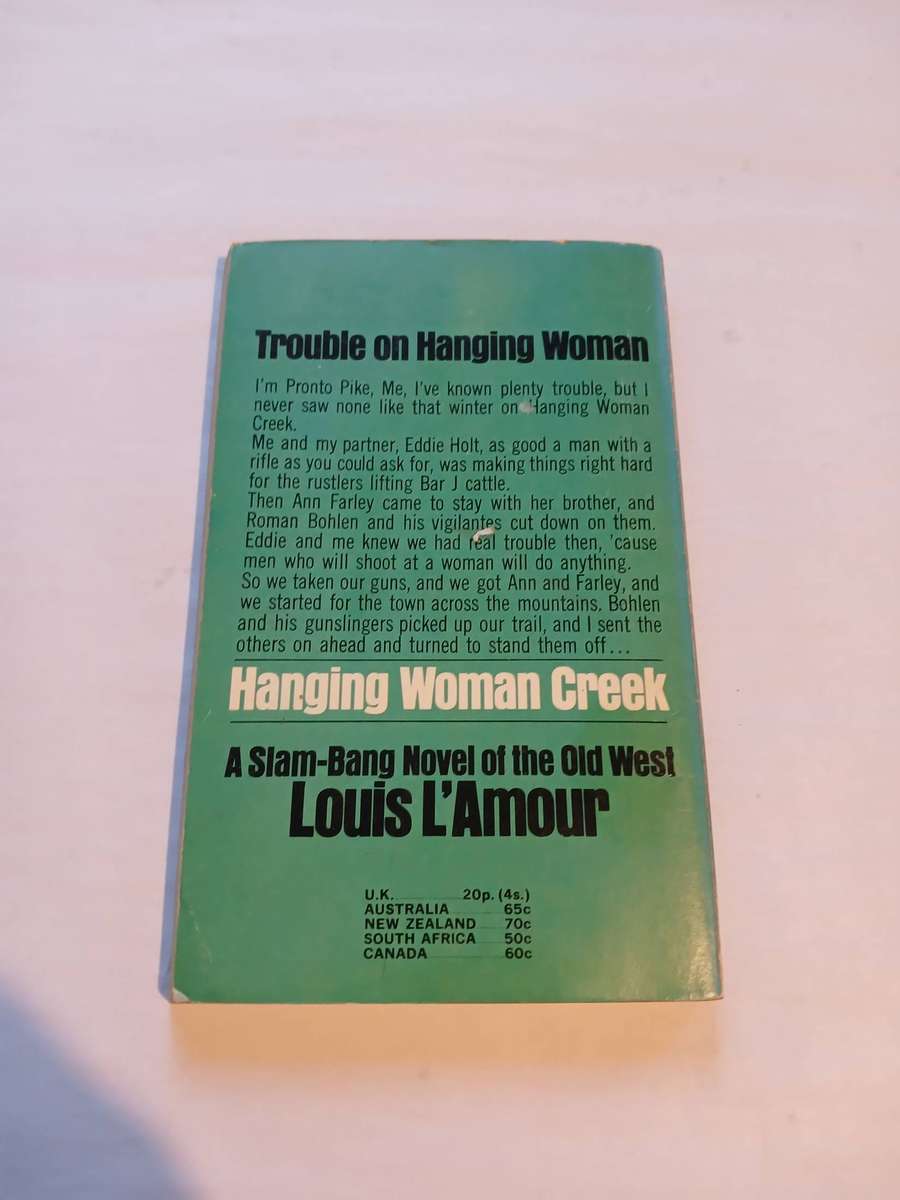 Trouble on Hanging Woman
I'm Pronto Pike, Me, I've known plenty trouble, but I
never saw none like that winter on Hanging Woman
Creek.
Me and my partner, Eddie Holt, as good a man with a
rifle as you could ask for, was making things right hard
for the rustlers lifting Bar J cattle.
Then Ann Farley came to stay with her brother, and
Roman Bohlen and his vigilantes cut down on them.
Eddie and me knew we had real trouble then, 'cause
men who will shoot at a woman will do anything.
So we taken our guns, and we got Ann and Farley, and
we started for the town across the mountains. Bohlen
and his gunslingers picked up our trail, and I sent the
others on ahead and turned to stand them off...
Hanging Woman Creek
A Slam-Bang Novel of the Old West
Louis L'Amour
U.K. 20p. (4s.)
AUSTRALIA 65c
NEW ZEALAND 70c
SOUTH AFRICA 50c
CANADA 60c